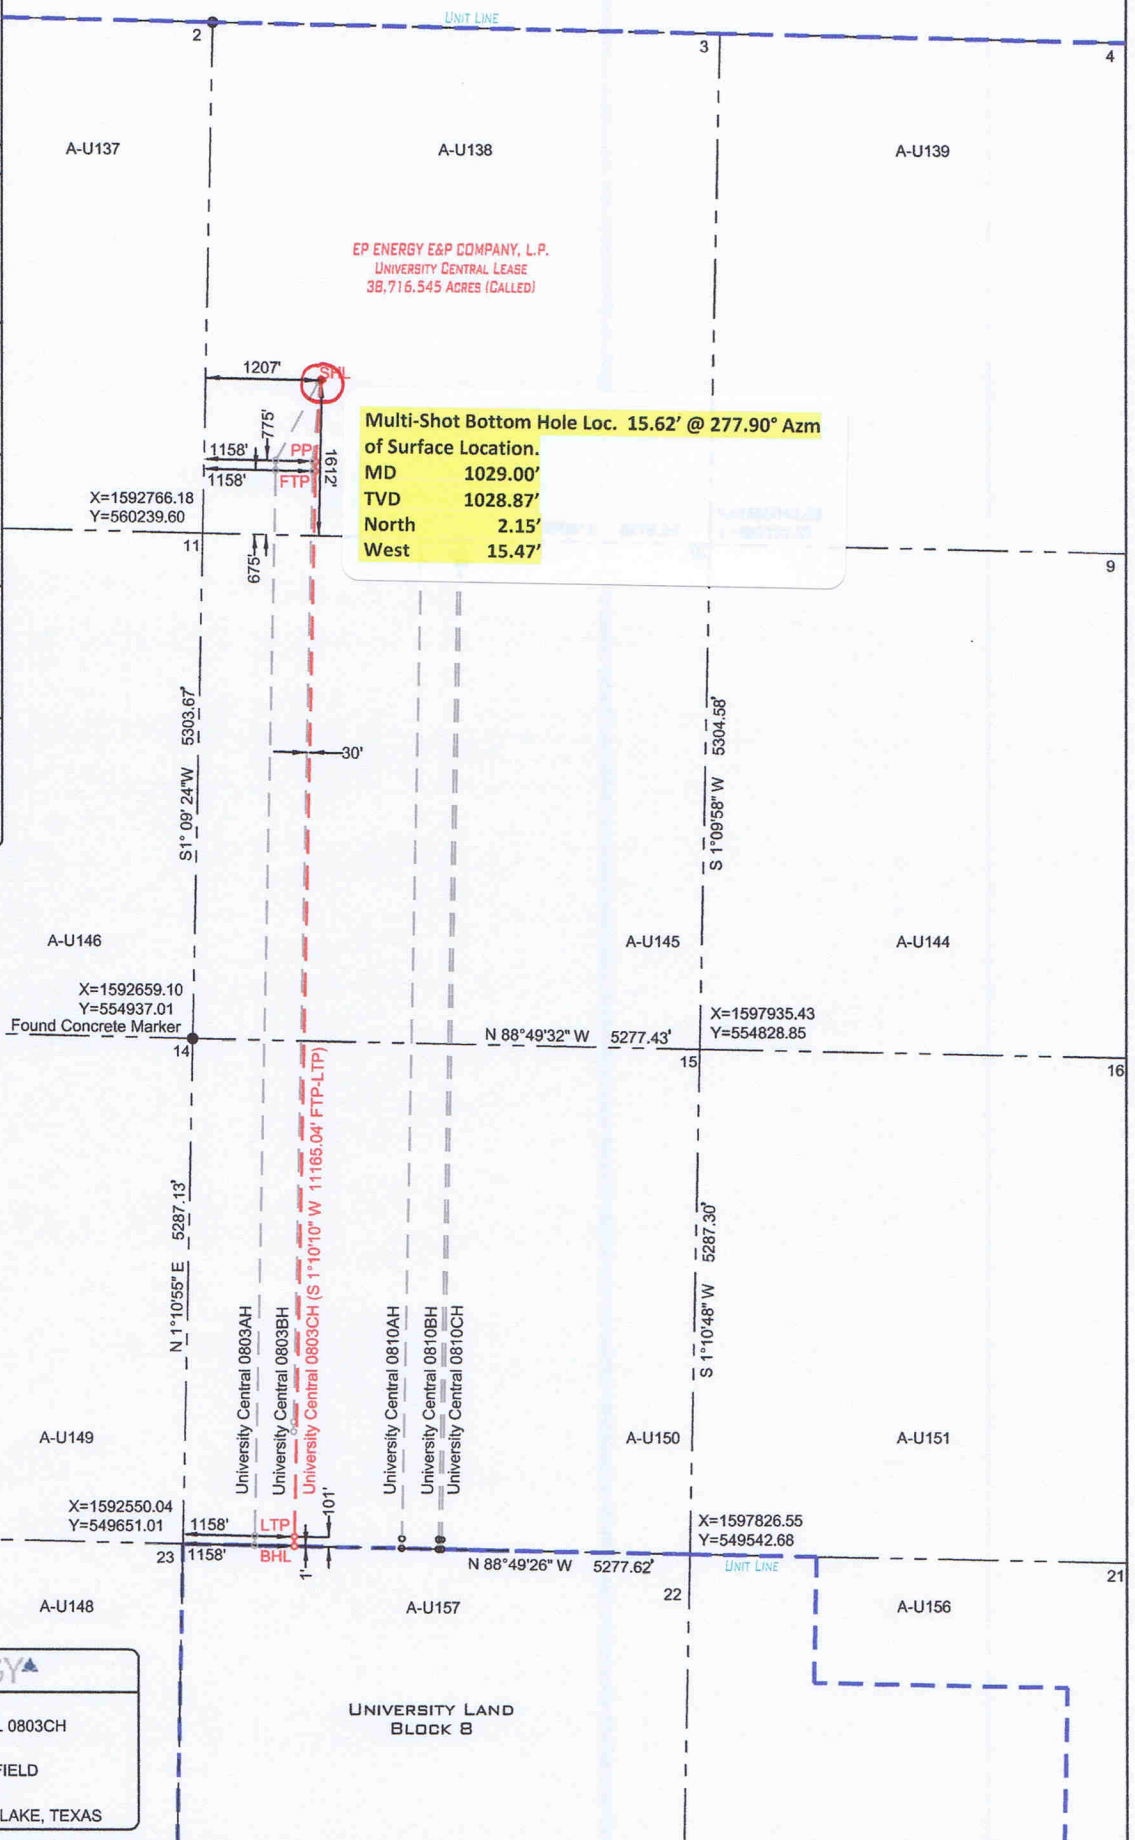 UNIT LINE
2
3
4
A-U137
A-U138
A-U139
EP ENERGY E&P COMPANY, L.P.
UNIVERSITY CENTRAL LEASE
38,716.545 ACRES (CALLED)
1207'
SHL
775'
1158'
PP
1158'
FTP
1612'
Multi-Shot Bottom Hole Loc. 15.62' @ 277.90° Azm
of Surface Location.
MD 1029.00'
TVD 1028.87'
North 2.15'
West 15.47'
X=1592766.18
Y=560239.60
11
675'
9
S1° 09' 24"W 5303.67'
30'
S 1°09'58" W 5304.58'
A-U146
A-U145
A-U144
X=1592659.10
Y=554937.01
Found Concrete Marker
14
N 88°49'32" W 5277.43'
X=1597935.43
Y=554828.85
15
16
N 1°10'55" E 5287.13'
University Central 0803AH
University Central 0803BH
University Central 0803CH (S 1°10'10" W 11165.04' FTP-LTP)
University Central 0810AH
University Central 0810BH
University Central 0810CH
S 1°10'48" W 5287.30'
A-U149
A-U150
A-U151
X=1592550.04
Y=549651.01
1158'
LTP
101'
X=1597826.55
Y=549542.68
23
1158'
BHL
1'
N 88°49'26" W 5277.62'
UNIT LINE
22
21
A-U148
A-U157
A-U156
GY
0803CH
FIELD
LAKE, TEXAS
UNIVERSITY LAND
BLOCK 8